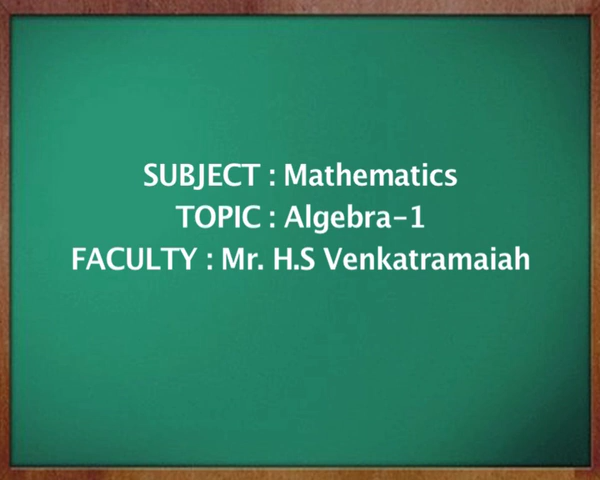 SUBJECT : Mathematics
TOPIC : Algebra-1
FACULTY : Mr. H.S Venkatramaiah